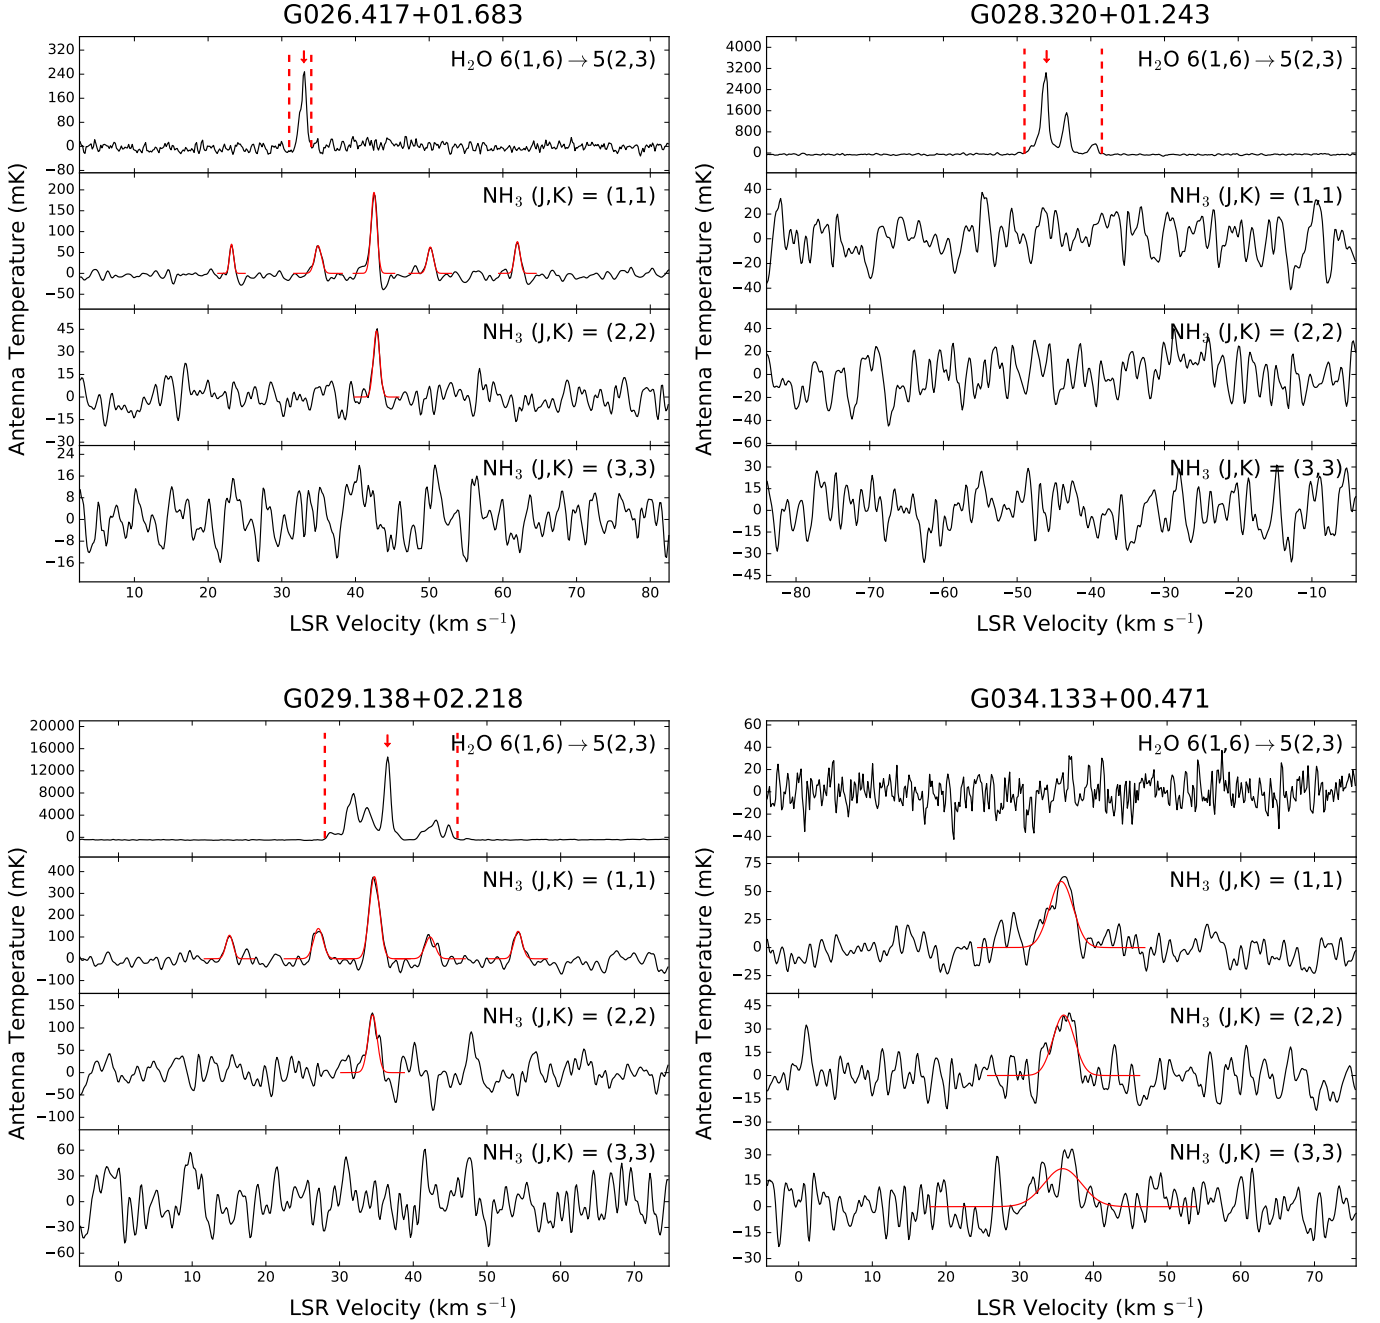 G026.417+01.683
H₂O 6(1,6)→5(2,3)
320
240
160
80
0
−80
NH₃ (J,K) = (1,1)
200
150
100
50
0
−50
NH₃ (J,K) = (2,2)
45
30
15
0
−15
−30
NH₃ (J,K) = (3,3)
24
16
8
0
−8
−16
10 20 30 40 50 60 70 80
Antenna Temperature (mK)
LSR Velocity (km s⁻¹)
G028.320+01.243
H₂O 6(1,6)→5(2,3)
4000
3200
2400
1600
800
0
NH₃ (J,K) = (1,1)
40
20
0
−20
−40
NH₃ (J,K) = (2,2)
40
20
0
−20
−40
−60
NH₃ (J,K) = (3,3)
30
15
0
−15
−30
−45
−80 −70 −60 −50 −40 −30 −20 −10
Antenna Temperature (mK)
LSR Velocity (km s⁻¹)
G029.138+02.218
H₂O 6(1,6)→5(2,3)
20000
16000
12000
8000
4000
0
NH₃ (J,K) = (1,1)
400
300
200
100
0
−100
NH₃ (J,K) = (2,2)
150
100
50
0
−50
−100
NH₃ (J,K) = (3,3)
60
30
0
−30
−60
0 10 20 30 40 50 60 70
Antenna Temperature (mK)
LSR Velocity (km s⁻¹)
G034.133+00.471
H₂O 6(1,6)→5(2,3)
60
40
20
0
−20
−40
NH₃ (J,K) = (1,1)
75
50
25
0
−25
NH₃ (J,K) = (2,2)
45
30
15
0
−15
−30
NH₃ (J,K) = (3,3)
30
15
0
−15
−30
0 10 20 30 40 50 60 70
Antenna Temperature (mK)
LSR Velocity (km s⁻¹)